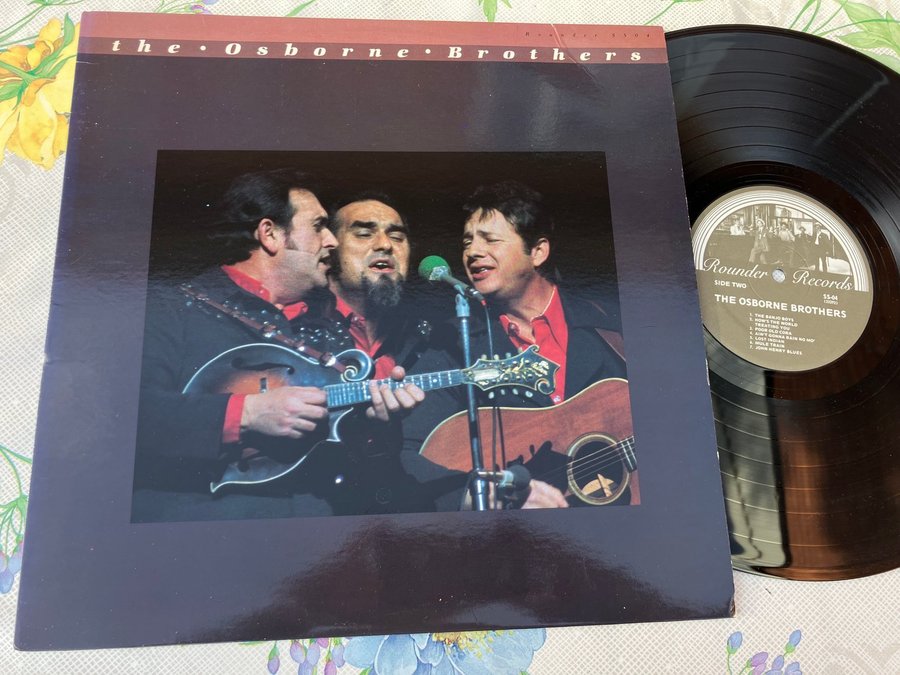 Rounder SS04
the • Osborne • Brothers
Rounder Records
SIDE TWO
SS-04
THE OSBORNE BROTHERS
1. THE BANJO BOYS
2. HOW'S THE WORLD
TREATING YOU
3. POOR OLD CORA
4. AIN'T GONNA RAIN NO MO'
5. LOST INDIAN
6. MULE TRAIN
7. JOHN HENRY BLUES